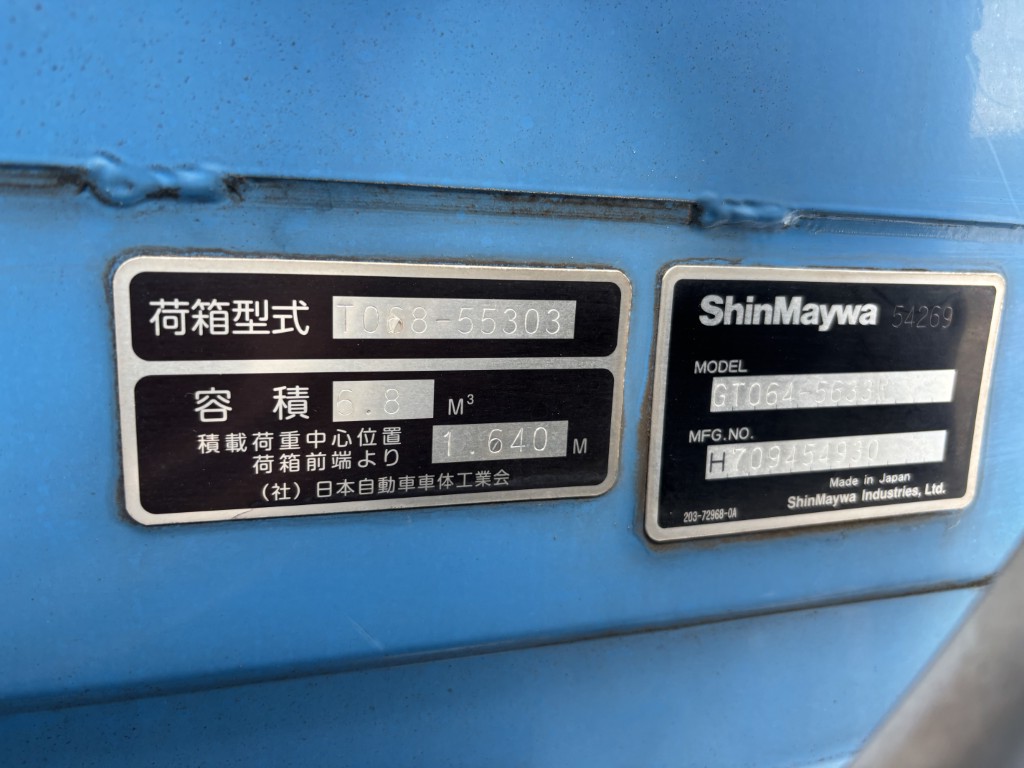 荷箱型式 T068-55303
容積 6.8 M³
積載荷重中心位置
荷箱前端より 1.640 M
(社)日本自動車車体工業会
ShinMaywa 54269
MODEL
MFG.NO.
H709454930
Made in Japan
ShinMaywa Industries, Ltd.
203-72968-0A